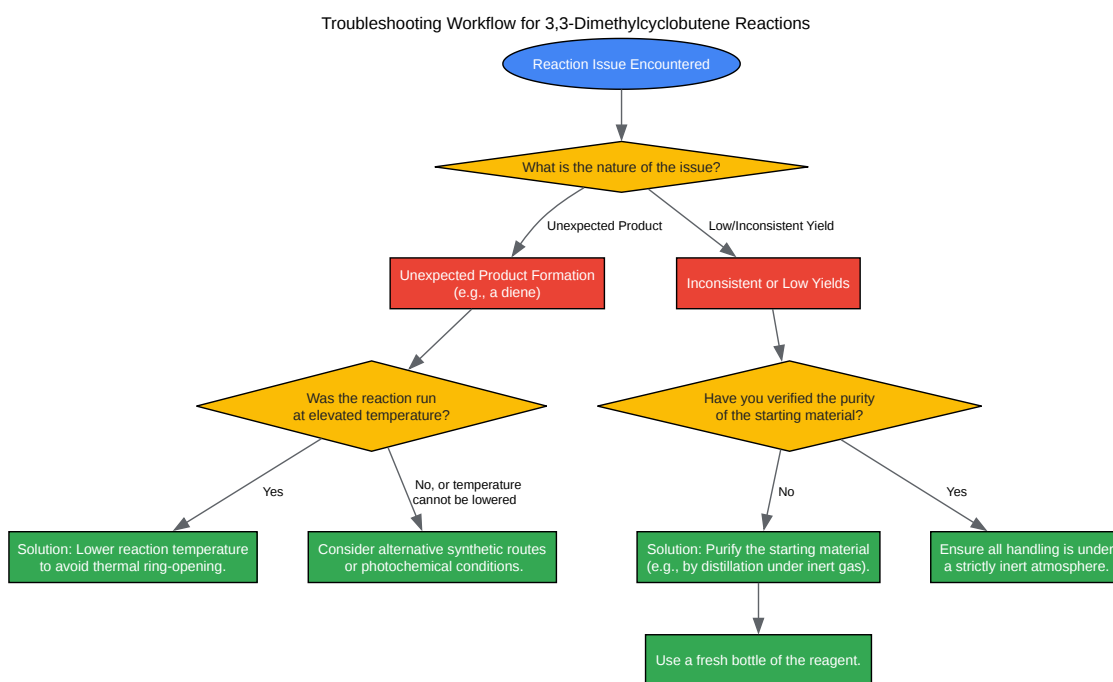 Troubleshooting Workflow for 3,3-Dimethylcyclobutene Reactions
Reaction Issue Encountered
What is the nature of the issue?
Unexpected Product
Low/Inconsistent Yield
Unexpected Product Formation
(e.g., a diene)
Inconsistent or Low Yields
Was the reaction run
at elevated temperature?
Have you verified the purity
of the starting material?
Yes
No, or temperature
cannot be lowered
No
Yes
Solution: Lower reaction temperature
to avoid thermal ring-opening.
Consider alternative synthetic routes
or photochemical conditions.
Solution: Purify the starting material
(e.g., by distillation under inert gas).
Ensure all handling is under
a strictly inert atmosphere.
Use a fresh bottle of the reagent.